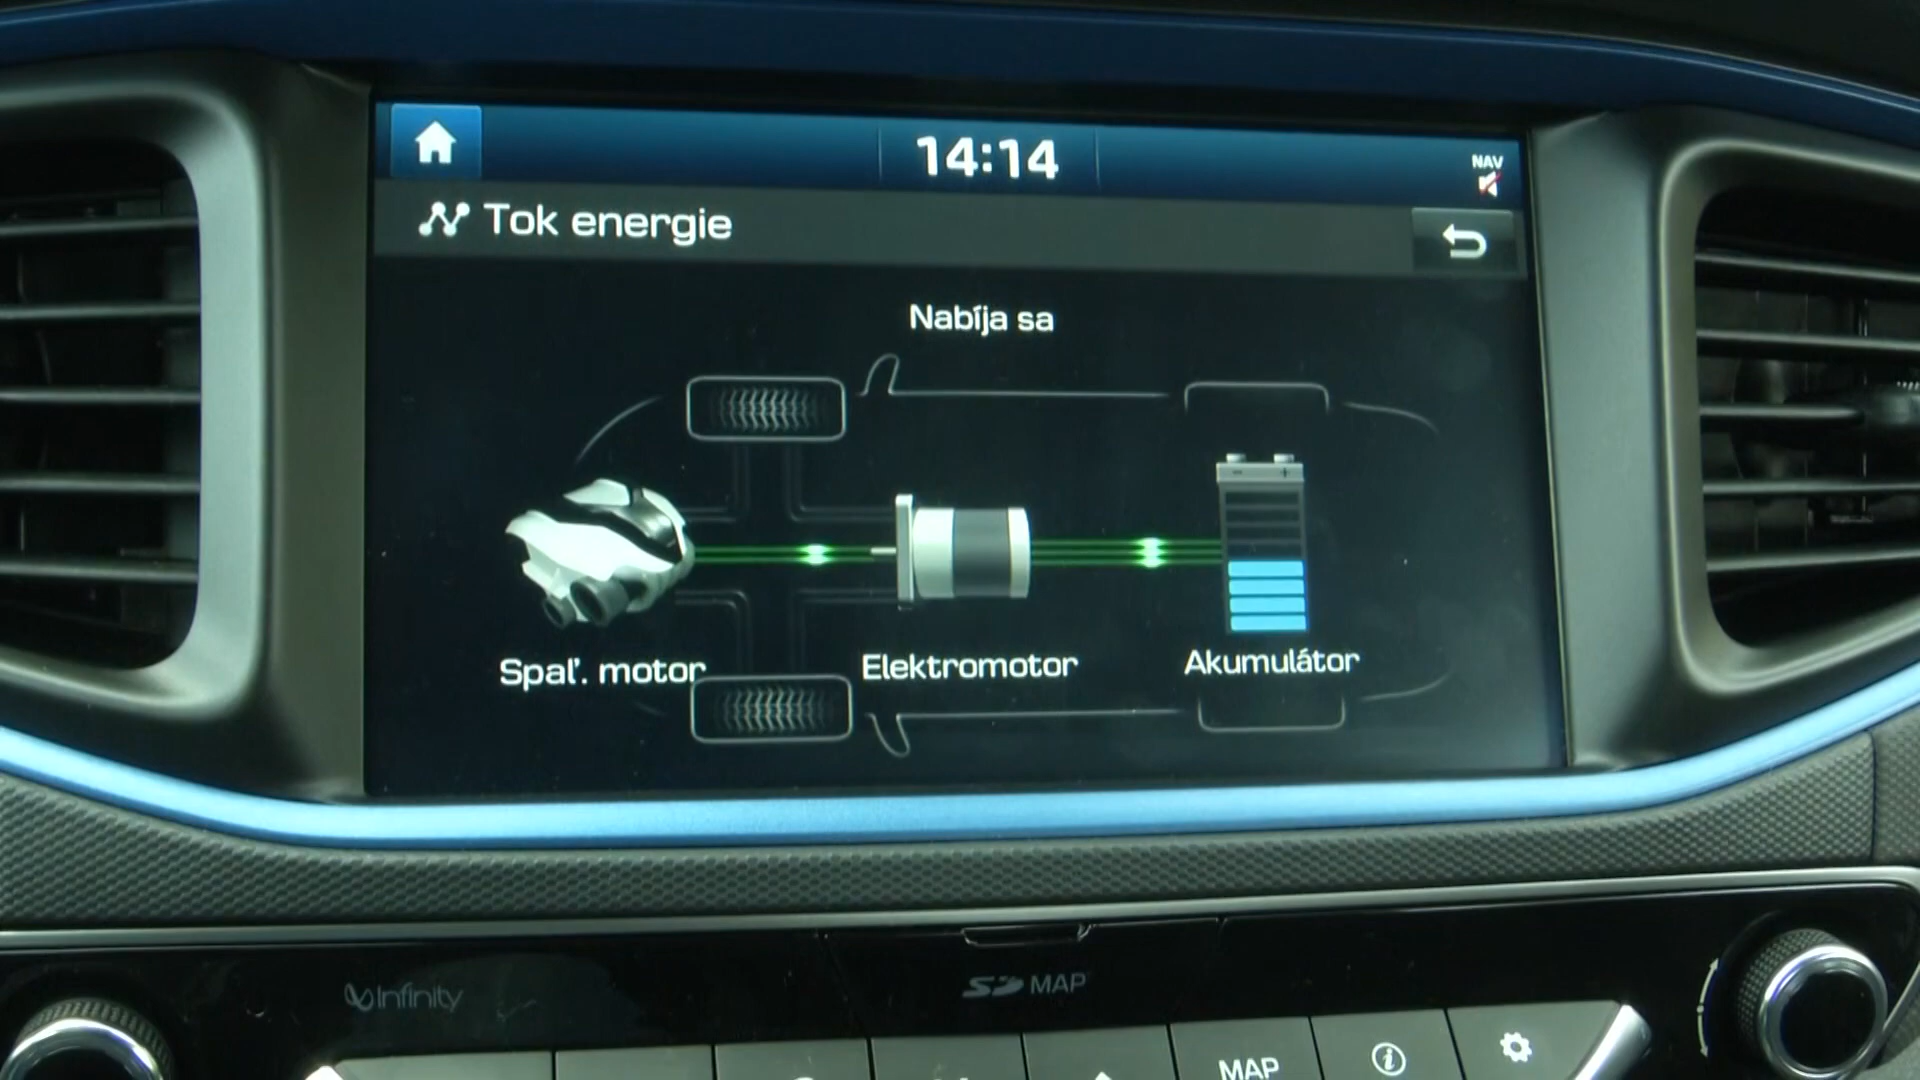 14:14
NAV
Tok energie
Nabíja sa
- +
Spaľ. motor
Elektromotor
Akumulátor
Infinity
SD MAP
MAP
i